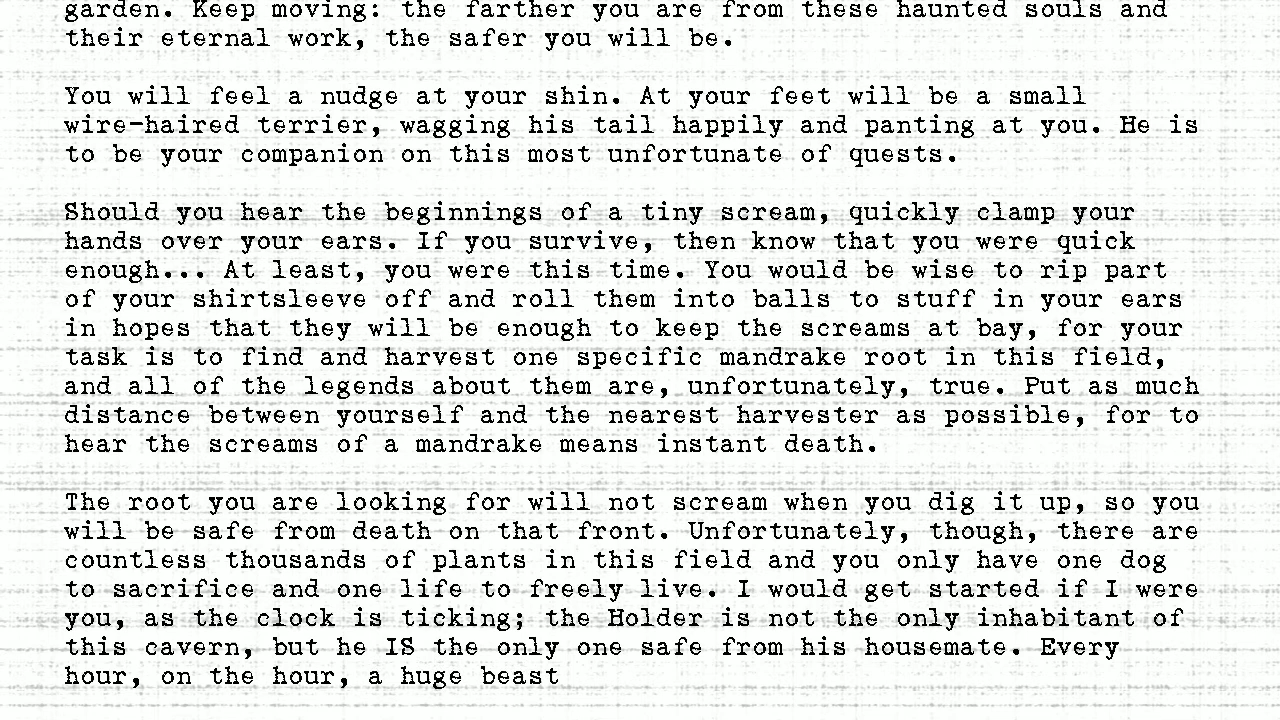 garden. Keep moving: the farther you are from these haunted souls and
their eternal work, the safer you will be.
You will feel a nudge at your shin. At your feet will be a small
wire-haired terrier, wagging his tail happily and panting at you. He is
to be your companion on this most unfortunate of quests.
Should you hear the beginnings of a tiny scream, quickly clamp your
hands over your ears. If you survive, then know that you were quick
enough... At least, you were this time. You would be wise to rip part
of your shirtsleeve off and roll them into balls to stuff in your ears
in hopes that they will be enough to keep the screams at bay, for your
task is to find and harvest one specific mandrake root in this field,
and all of the legends about them are, unfortunately, true. Put as much
distance between yourself and the nearest harvester as possible, for to
hear the screams of a mandrake means instant death.
The root you are looking for will not scream when you dig it up, so you
will be safe from death on that front. Unfortunately, though, there are
countless thousands of plants in this field and you only have one dog
to sacrifice and one life to freely live. I would get started if I were
you, as the clock is ticking; the Holder is not the only inhabitant of
this cavern, but he IS the only one safe from his housemate. Every
hour, on the hour, a huge beast